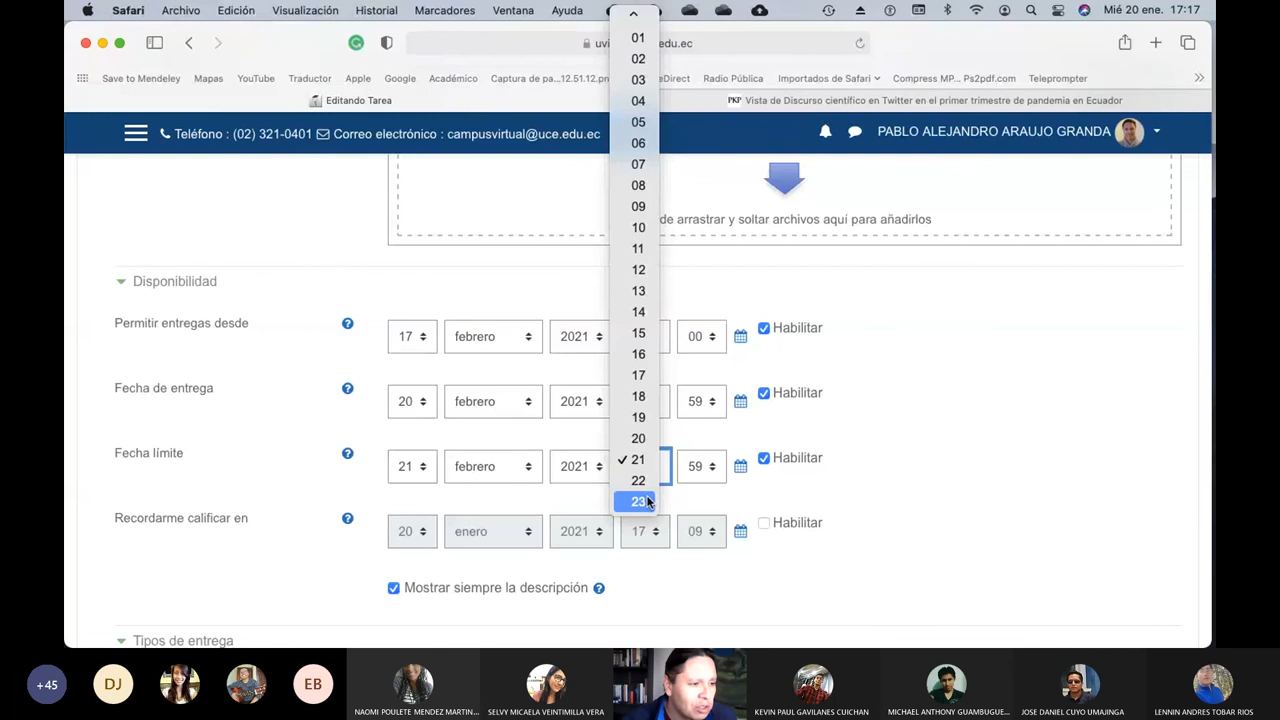 Safari Archivo Edición Visualización Historial Marcadores Ventana Ayuda Mié 20 ene. 17:17
edu.ec
Save to Mendeley Mapas YouTube Traductor Apple Google Académico Captura de pa...12.51.12.pn eDirect Radio Pública Importados de Safari Compress MP... Ps2pdf.com Teleprompter
Editando Tarea PKP Vista de Discurso científico en Twitter en el primer trimestre de pandemia en Ecuador
Teléfono : (02) 321-0401 Correo electrónico : campusvirtual@uce.edu.ec PABLO ALEJANDRO ARAUJO GRANDA
de arrastrar y soltar archivos aquí para añadirlos
Disponibilidad
Permitir entregas desde 17 febrero 2021 00 Habilitar
Fecha de entrega 20 febrero 2021 59 Habilitar
Fecha límite 21 febrero 2021 59 Habilitar
Recordarme calificar en 20 enero 2021 17 09 Habilitar
Mostrar siempre la descripción
Tipos de entrega
01
02
03
04
05
06
07
08
09
10
11
12
13
14
15
16
17
18
19
20
21
22
23
+45 DJ EB
NAOMI POULETE MENDEZ MARTIN... SELVY MICAELA VEINTIMILLA VERA KEVIN PAUL GAVILANES CUICHAN MICHAEL ANTHONY GUAMBUGUE... JOSE DANIEL CUYO UMAJINGA LENNIN ANDRES TOBAR RIOS